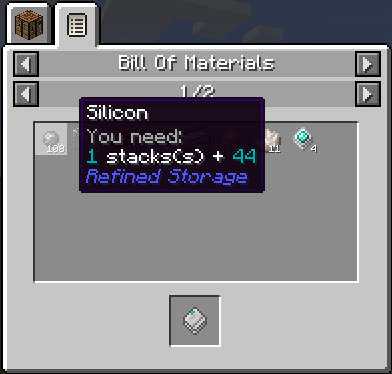 Bill Of Materials
1/2
Silicon
You need:
1 stacks(s) + 44
Refined Storage
108
11
4